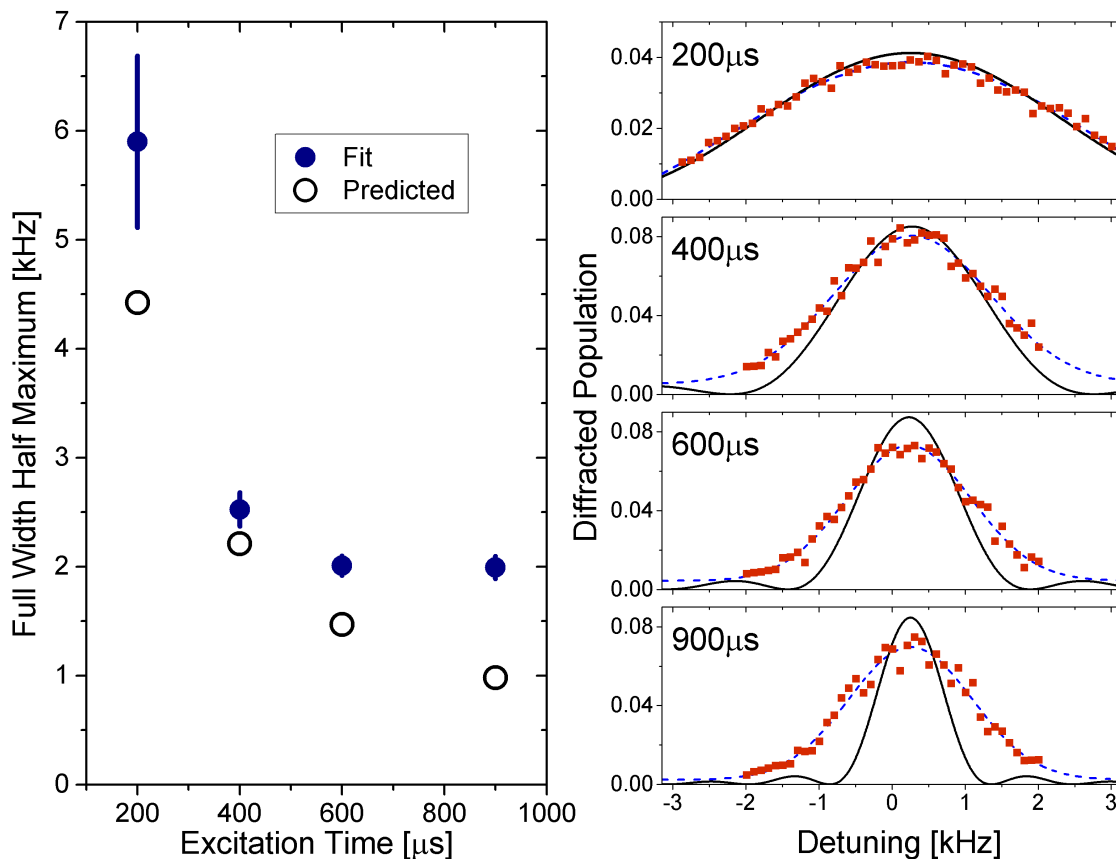 7
6
5
4
3
2
1
0
Full Width Half Maximum [kHz]
Fit
Predicted
200 400 600 800 1000
Excitation Time [μs]
Diffracted Population
200μs
0.04
0.02
0.00
400μs
0.08
0.04
0.00
600μs
0.08
0.04
0.00
900μs
0.08
0.04
0.00
-3 -2 -1 0 1 2 3
Detuning [kHz]